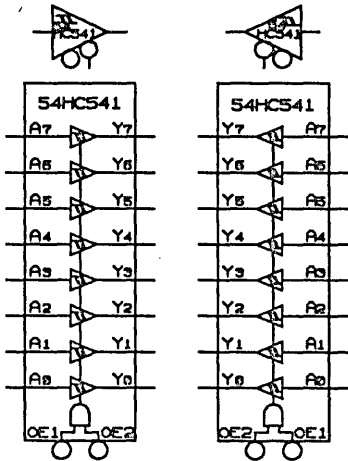 HC541 HC541
54HC541 54HC541
A7 Y7 Y7 A7
A6 Y6 Y6 A6
A5 Y5 Y5 A5
A4 Y4 Y4 A4
A3 Y3 Y3 A3
A2 Y2 Y2 A2
A1 Y1 Y1 A1
A0 Y0 Y0 A0
OE1 OE2 OE2 OE1